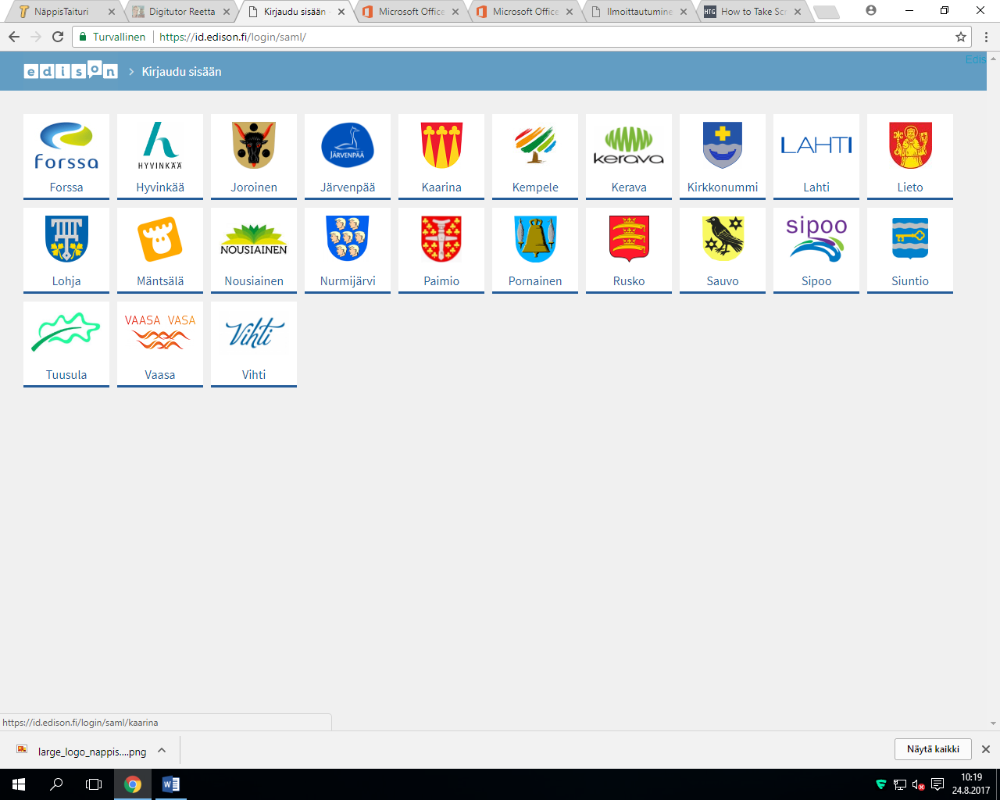 NäppisTaituri
Digitutor Reetta
Kirjaudu sisään -
Microsoft Office
Microsoft Office
Ilmoittautumine
HTG How to Take Scr
Turvallinen https://id.edison.fi/login/saml/
edison Kirjaudu sisään
Edis
forssa
HYVINKÄÄ
JÄRVENPÄÄ
kerava
LAHTI
Forssa Hyvinkää Joroinen Järvenpää Kaarina Kempele Kerava Kirkkonummi Lahti Lieto
NOUSIAINEN
sipoo
Lohja Mäntsälä Nousiainen Nurmijärvi Paimio Pornainen Rusko Sauvo Sipoo Siuntio
VAASA VASA
Vihti
Tuusula Vaasa Vihti
https://id.edison.fi/login/saml/kaarina
large_logo_nappis....png
Näytä kaikki
10:19
24.8.2017